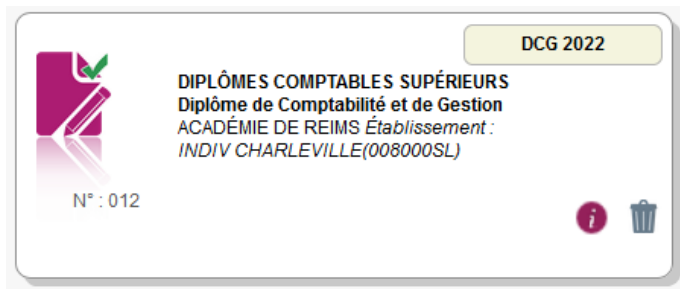 DCG 2022
DIPLÔMES COMPTABLES SUPÉRIEURS
Diplôme de Comptabilité et de Gestion
ACADÉMIE DE REIMS Établissement :
INDIV CHARLEVILLE(008000SL)
N° : 012